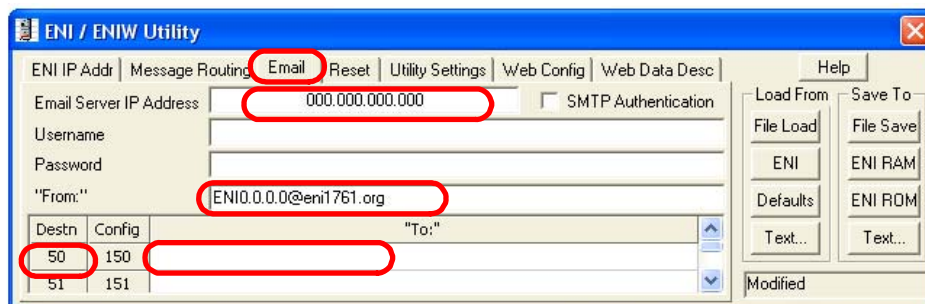 ENI / ENIW Utility
ENI IP Addr Message Routing Email Reset Utility Settings Web Config Web Data Desc Help
Email Server IP Address 000.000.000.000 SMTP Authentication
Username
Password
"From:" ENI0.0.0.0@eni1761.org
Destn Config "To:"
50 150
51 151
Load From Save To
File Load File Save
ENI ENI RAM
Defaults ENI ROM
Text... Text...
Modified